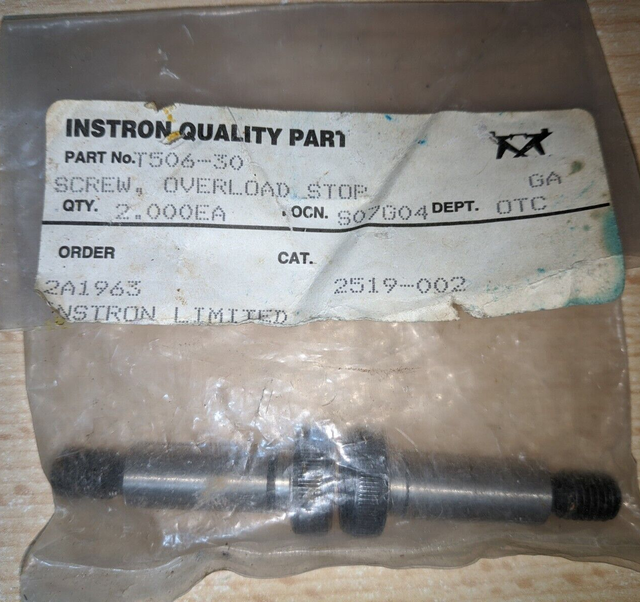 INSTRON QUALITY PART
PART No. T506-30
SCREW, OVERLOAD STOP GA
QTY. 2.000EA .OCN. S07G04 DEPT. OTC
ORDER CAT.
2A1963 2519-002
INSTRON LIMITED